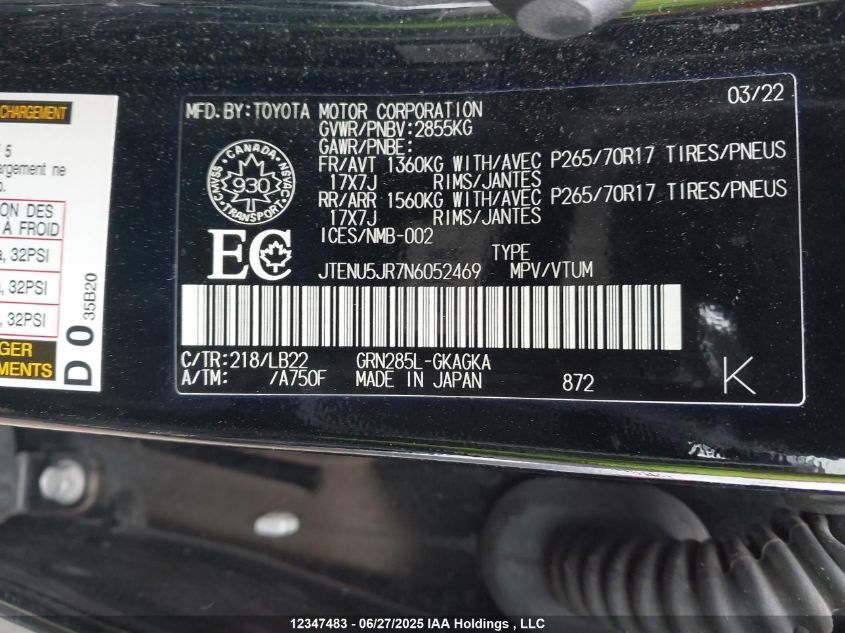 CHARGEMENT
5
argement ne
ION DES
À FROID
, 32PSI
, 32PSI
, 32PSI
GER
MENTS
D 0
35B20
03/22
MFD.BY:TOYOTA MOTOR CORPORATION
GVWR/PNBV:2855KG
GAWR/PNBE:
FR/AVT 1360KG WITH/AVEC P265/70R17 TIRES/PNEUS
17X7J RIMS/JANTES
RR/ARR 1560KG WITH/AVEC P265/70R17 TIRES/PNEUS
17X7J RIMS/JANTES
ICES/NMB-002
CANADA
CMVSS
NSVAC
930
TRANSPORT
EC
TYPE
JTENU5JR7N6052469 MPV/VTUM
C/TR:218/LB22 GRN285L-GKAGKA
A/TM: /A750F MADE IN JAPAN 872
K
12347483 - 06/27/2025 IAA Holdings , LLC